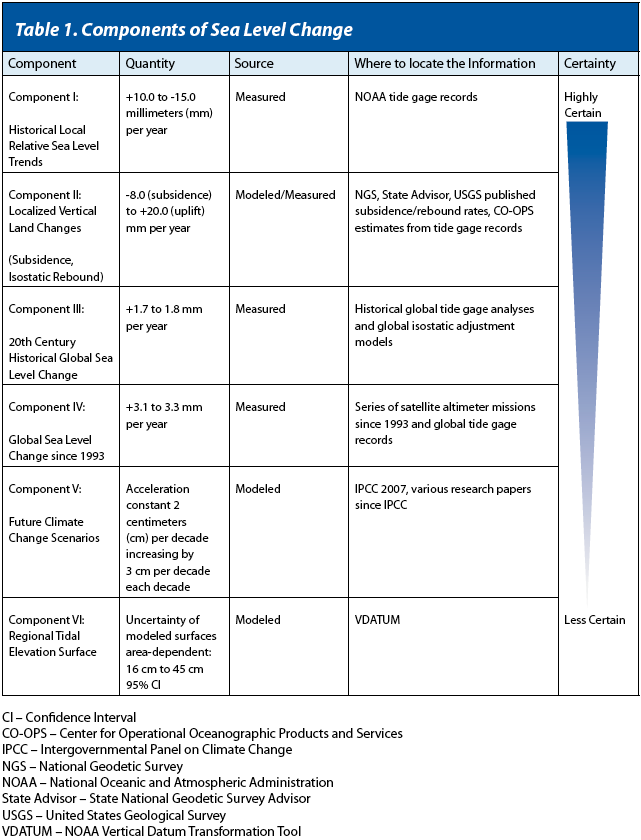 Table 1. Components of Sea Level Change
Component Quantity Source Where to locate the Information Certainty
Component I:
Historical Local
Relative Sea Level
Trends
+10.0 to -15.0
millimeters (mm)
per year
Measured
NOAA tide gage records
Highly
Certain
Component II:
Localized Vertical
Land Changes
(Subsidence,
Isostatic Rebound)
-8.0 (subsidence)
to +20.0 (uplift)
mm per year
Modeled/Measured
NGS, State Advisor, USGS published
subsidence/rebound rates, CO-OPS
estimates from tide gage records
Component III:
20th Century
Historical Global Sea
Level Change
+1.7 to 1.8 mm
per year
Measured
Historical global tide gage analyses
and global isostatic adjustment
models
Component IV:
Global Sea Level
Change since 1993
+3.1 to 3.3 mm
per year
Measured
Series of satellite altimeter missions
since 1993 and global tide gage
records
Component V:
Future Climate
Change Scenarios
Acceleration
constant 2
centimeters
(cm) per decade
increasing by
3 cm per decade
each decade
Modeled
IPCC 2007, various research papers
since IPCC
Component VI:
Regional Tidal
Elevation Surface
Uncertainty of
modeled surfaces
area-dependent:
16 cm to 45 cm
95% CI
Modeled
VDATUM
Less Certain
CI – Confidence Interval
CO-OPS – Center for Operational Oceanographic Products and Services
IPCC – Intergovernmental Panel on Climate Change
NGS – National Geodetic Survey
NOAA – National Oceanic and Atmospheric Administration
State Advisor – State National Geodetic Survey Advisor
USGS – United States Geological Survey
VDATUM – NOAA Vertical Datum Transformation Tool